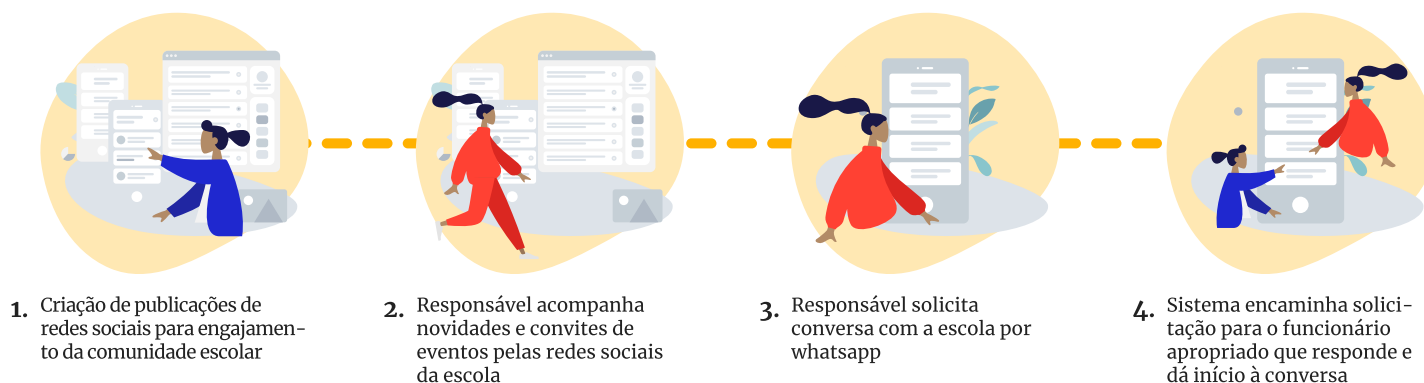 1. Criação de publicações de
redes sociais para engajamen-
to da comunidade escolar
2. Responsável acompanha
novidades e convites de
eventos pelas redes sociais
da escola
3. Responsável solicita
conversa com a escola por
whatsapp
4. Sistema encaminha solici-
tação para o funcionário
apropriado que responde e
dá início à conversa